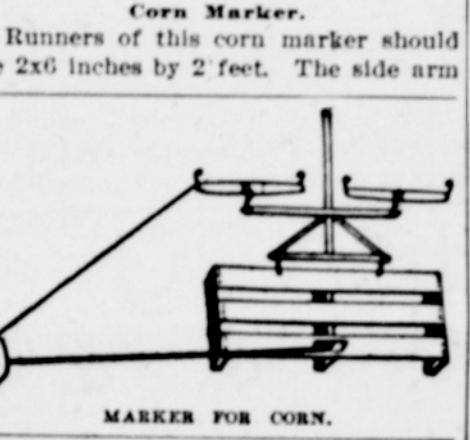 Corn Marker.
Runners of this corn marker should
2x6 inches by 2 feet. The side arm
MARKER FOR CORN.